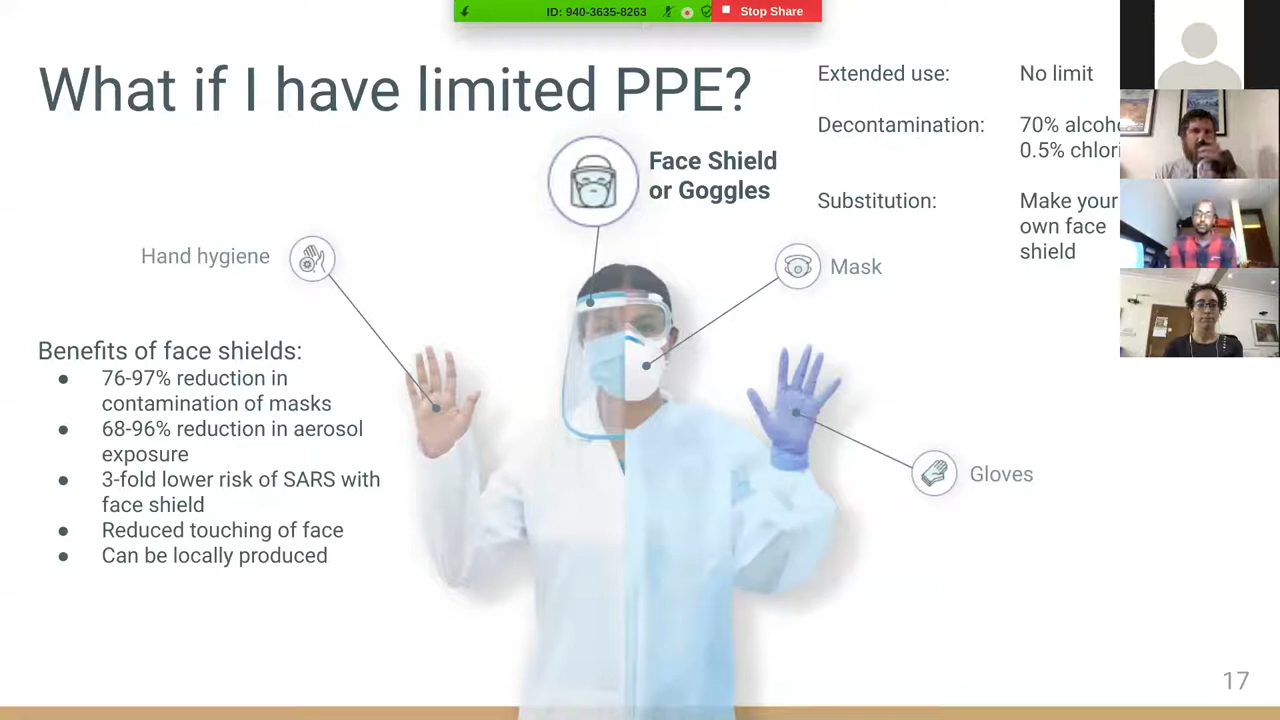 ID: 940-3635-8263
Stop Share
What if I have limited PPE?
Extended use: No limit
Decontamination: 70%
0.5%
Substitution: Make your
own face
shield
Face Shield
or Goggles
Hand hygiene
Mask
Benefits of face shields:
● 76-97% reduction in
contamination of masks
● 68-96% reduction in aerosol
exposure
● 3-fold lower risk of SARS with
face shield
● Reduced touching of face
● Can be locally produced
Gloves
17